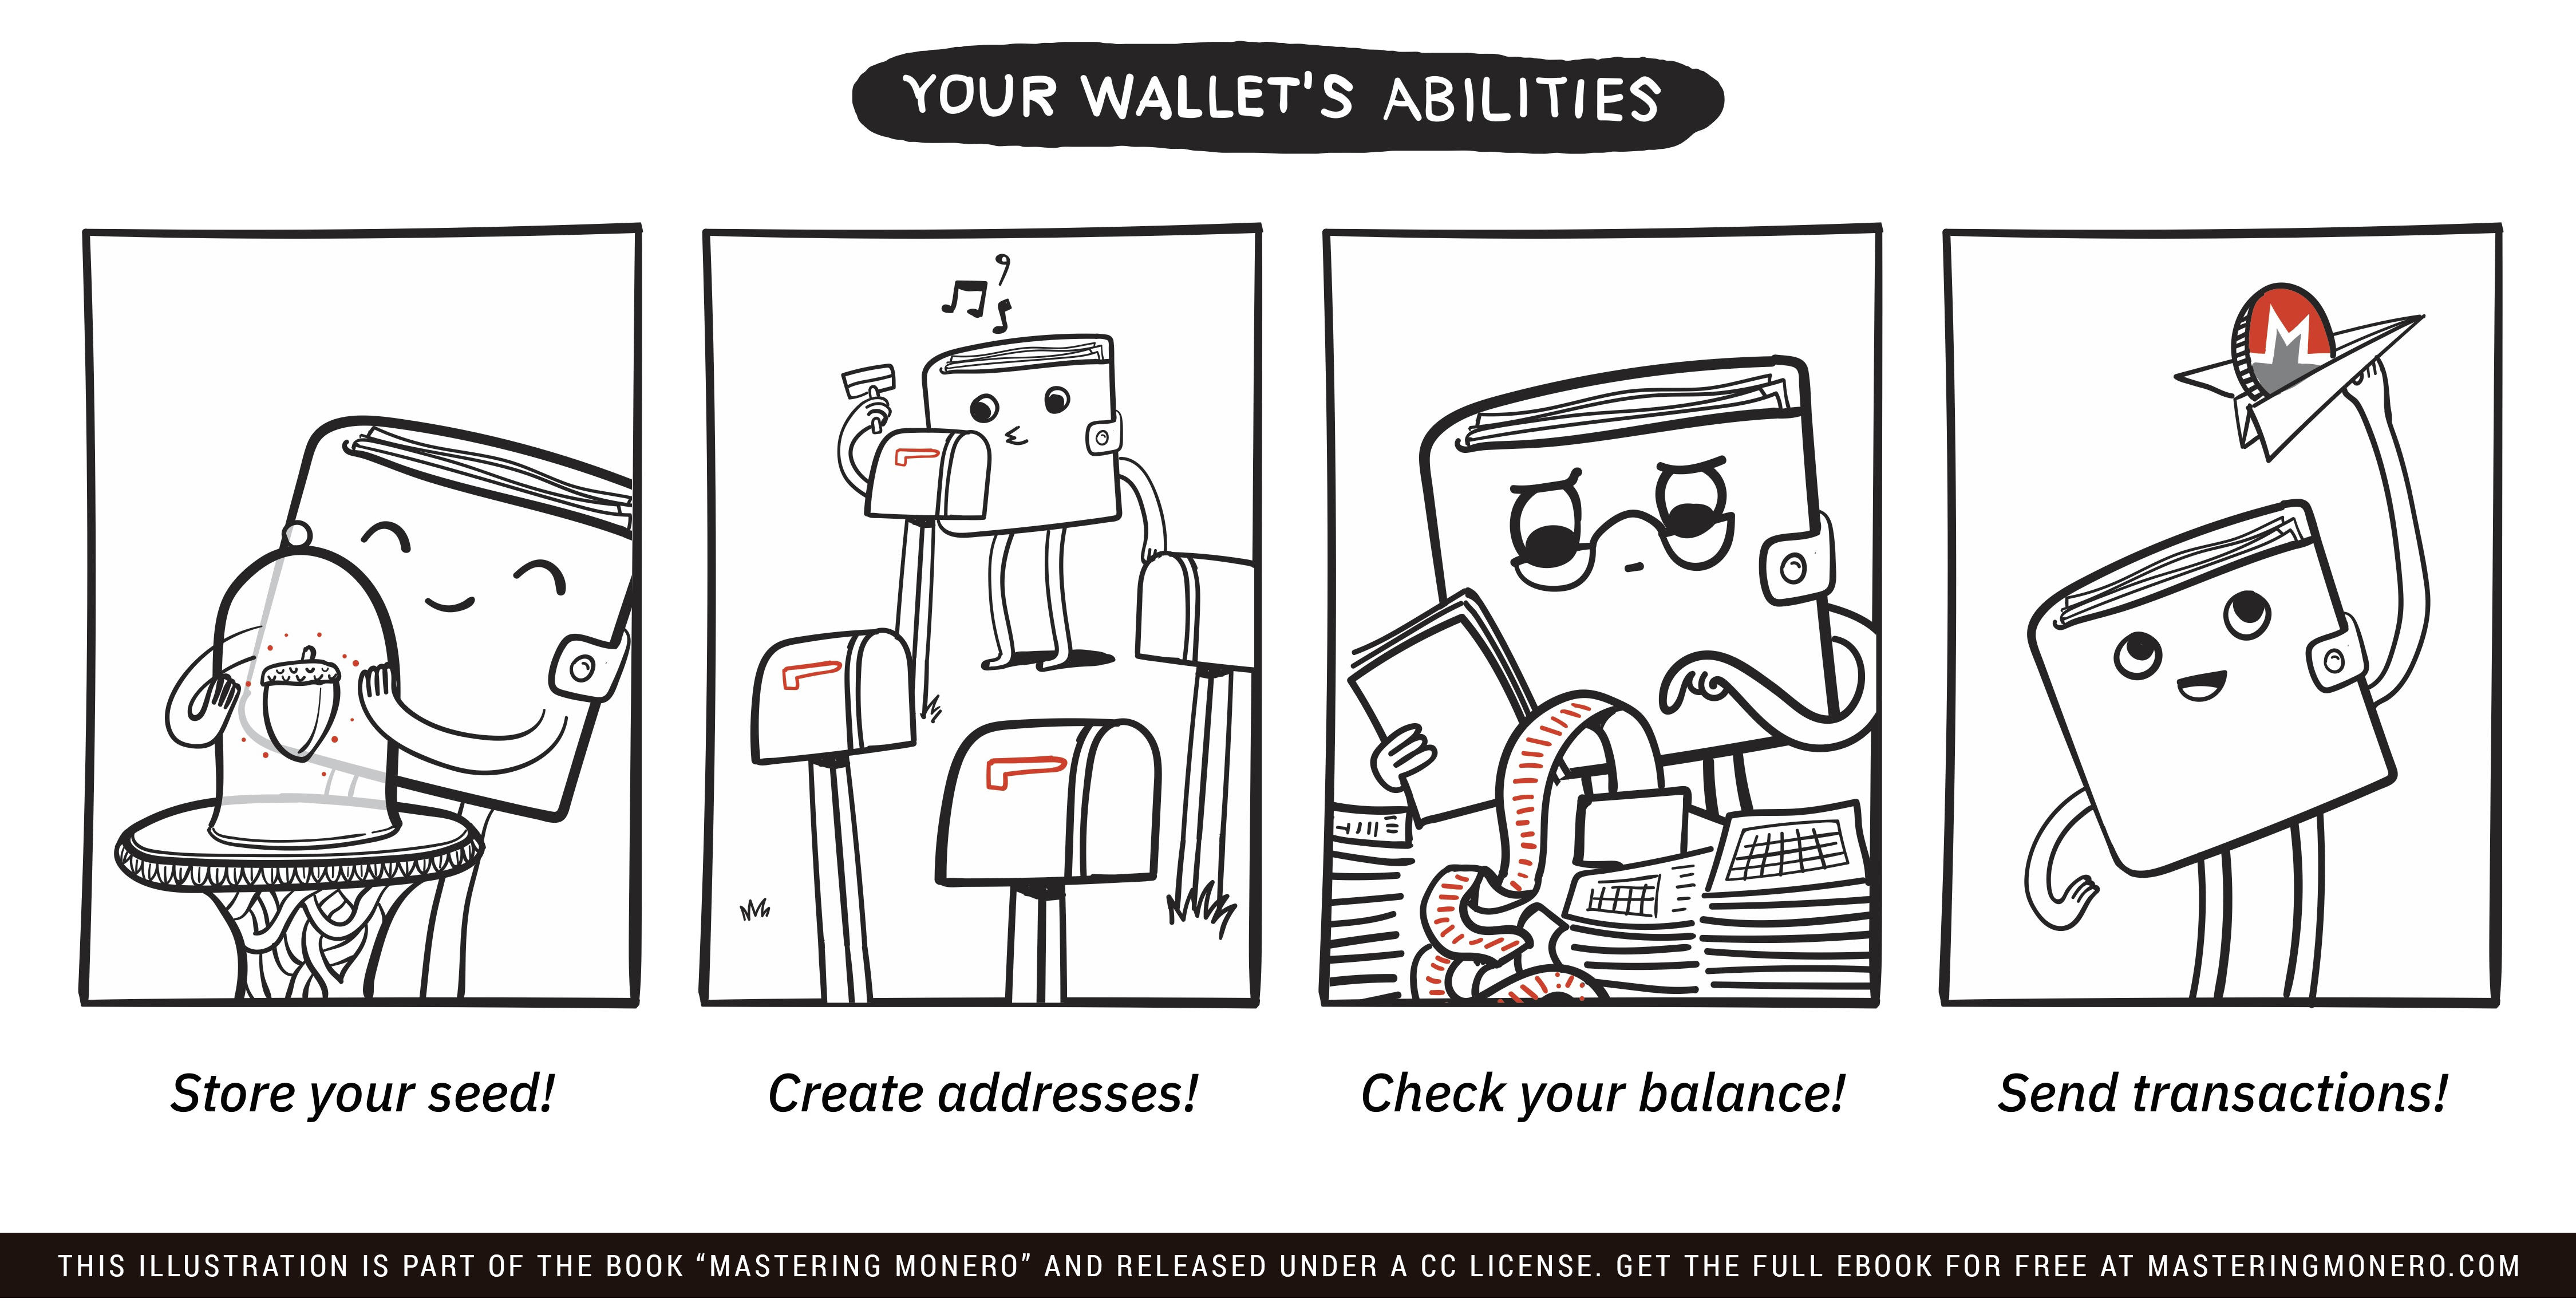 YOUR WALLET'S ABILITIES
Store your seed!
Create addresses!
Check your balance!
Send transactions!
THIS ILLUSTRATION IS PART OF THE BOOK “MASTERING MONERO” AND RELEASED UNDER A CC LICENSE. GET THE FULL EBOOK FOR FREE AT MASTERINGMONERO.COM